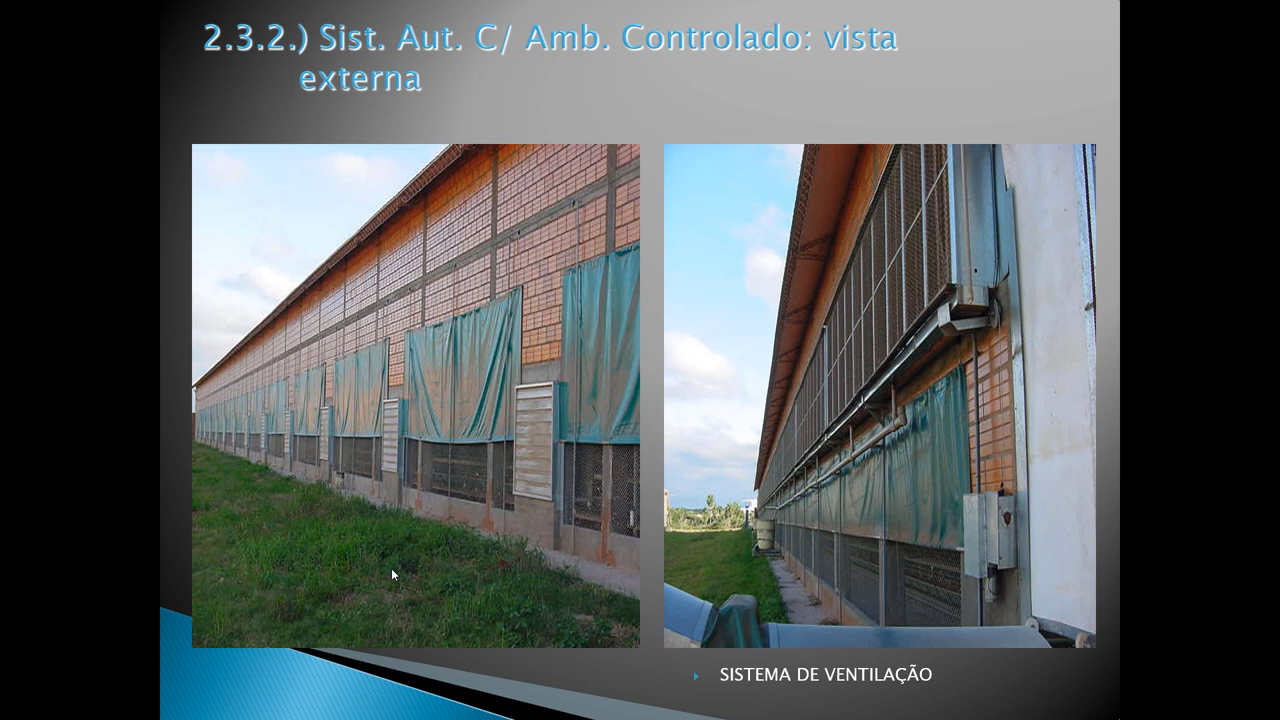 2.3.2.) Sist. Aut. C/ Amb. Controlado: vista
externa
SISTEMA DE VENTILAÇÃO